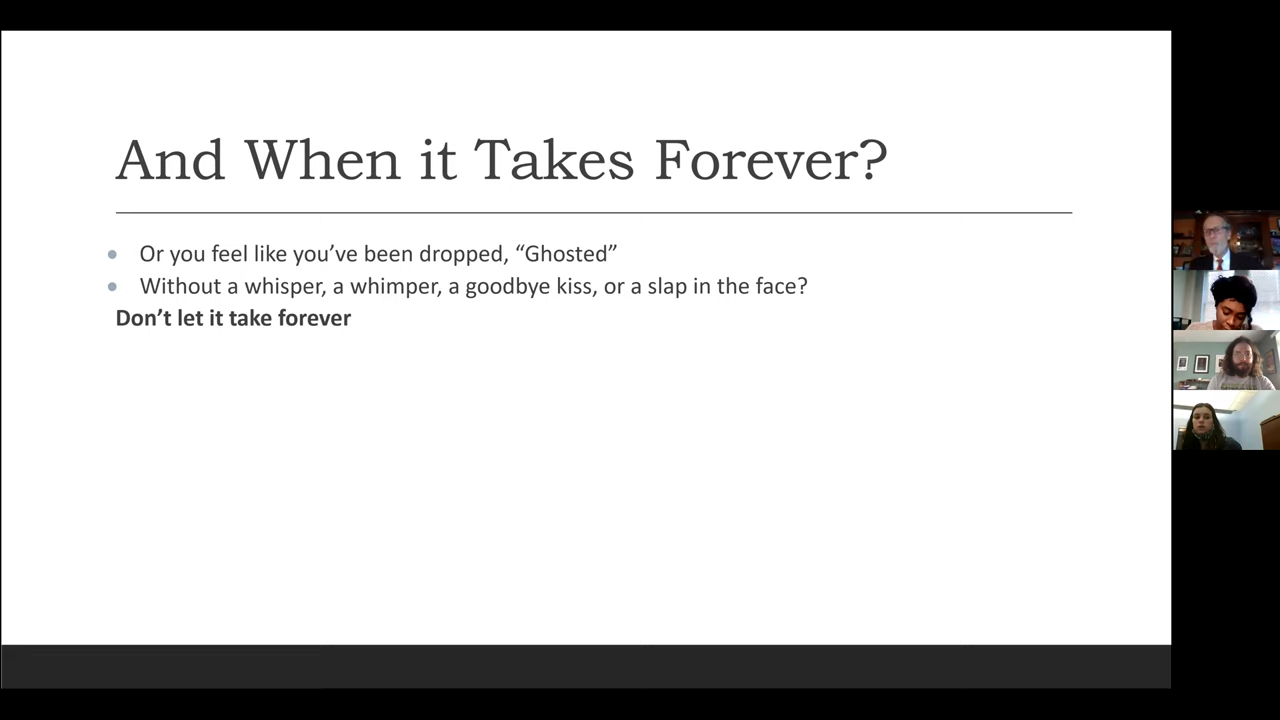 And When it Takes Forever?
Or you feel like you’ve been dropped, “Ghosted”
Without a whisper, a whimper, a goodbye kiss, or a slap in the face?
Don’t let it take forever